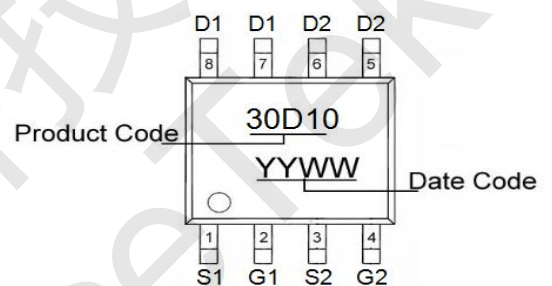 D1 D1 D2 D2
8 7 6 5
30D10
Product Code
YYWW
Date Code
1 2 3 4
S1 G1 S2 G2